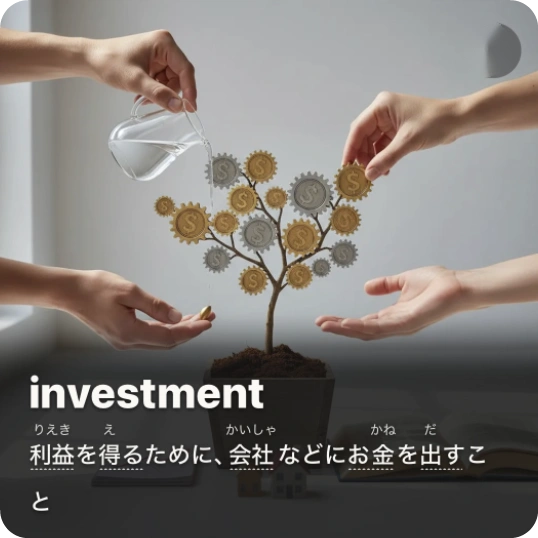 investment
りえき え かいしゃ かね だ
利益を得るために、会社などにお金を出すこ
と